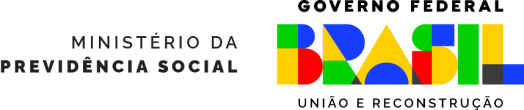 MINISTÉRIO DA
PREVIDÊNCIA SOCIAL
GOVERNO FEDERAL
BRASIL
UNIÃO E RECONSTRUÇÃO